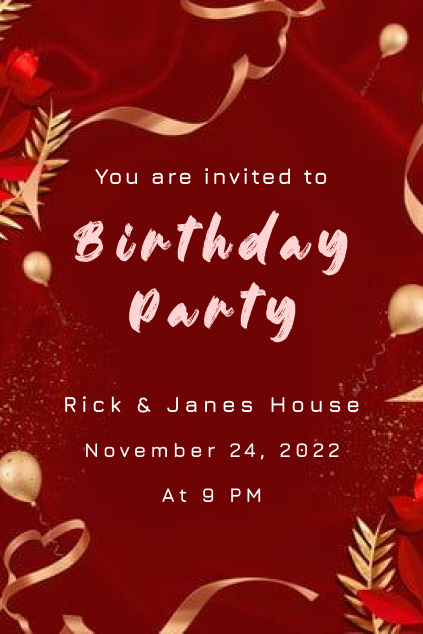 You are invited to
Birthday
Party
Rick & Janes House
November 24, 2022
At 9 PM